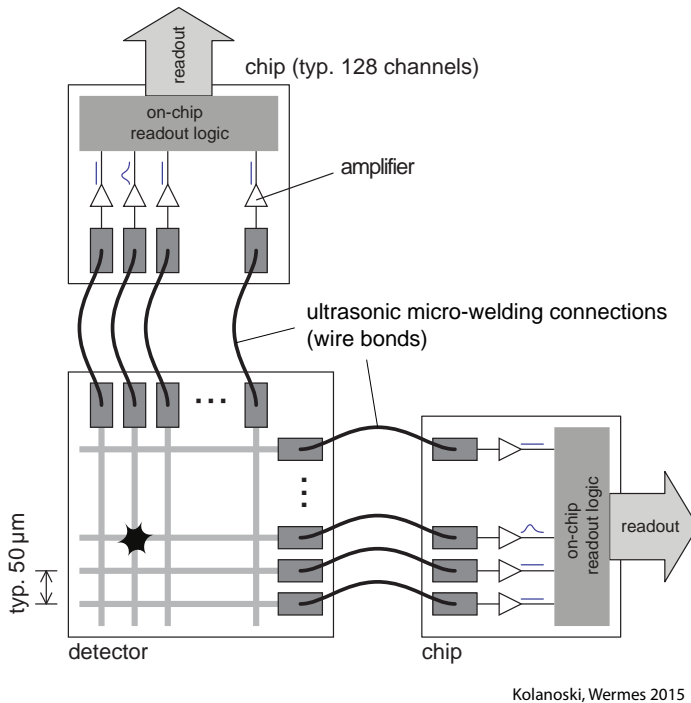 readout
chip (typ. 128 channels)
on-chip
readout logic
amplifier
ultrasonic micro-welding connections
(wire bonds)
...
...
on-chip
readout logic
readout
typ. 50 µm
detector
chip
Kolanoski, Wermes 2015